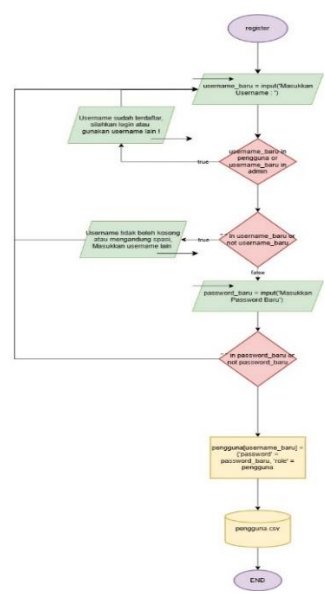 register
username_baru = input("Masukkan
Username : ")
Username sudah terdaftar,
silahkan login atau
gunakan username lain !
username_baru in
pengguna or
username_baru in
admin
true
Username tidak boleh kosong
atau mengandung spasi,
Masukkan username lain
true
" " in username_baru or
not username_baru
false
password_baru = input("Masukkan
Password Baru")
" " in password_baru or
not password_baru
pengguna[username_baru] =
{'password' =
password_baru, 'role' =
pengguna
pengguna.csv
END